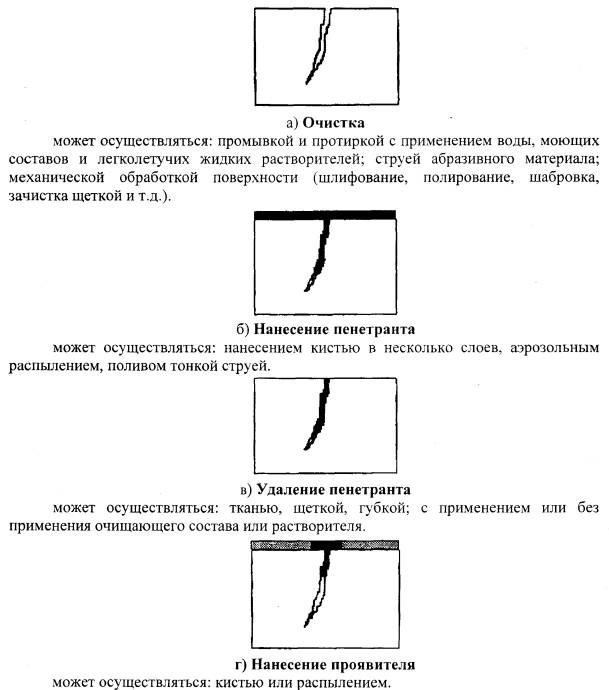 а) Очистка
может осуществляться: промывкой и протиркой с применением воды, моющих
составов и легколетучих жидких растворителей; струей абразивного материала;
механической обработкой поверхности (шлифование, полирование, шабровка,
зачистка щеткой и т.д.).
б) Нанесение пенетранта
может осуществляться: нанесением кистью в несколько слоев, аэрозольным
распылением, поливом тонкой струей.
в) Удаление пенетранта
может осуществляться: тканью, щеткой, губкой; с применением или без
применения очищающего состава или растворителя.
г) Нанесение проявителя
может осуществляться: кистью или распылением.